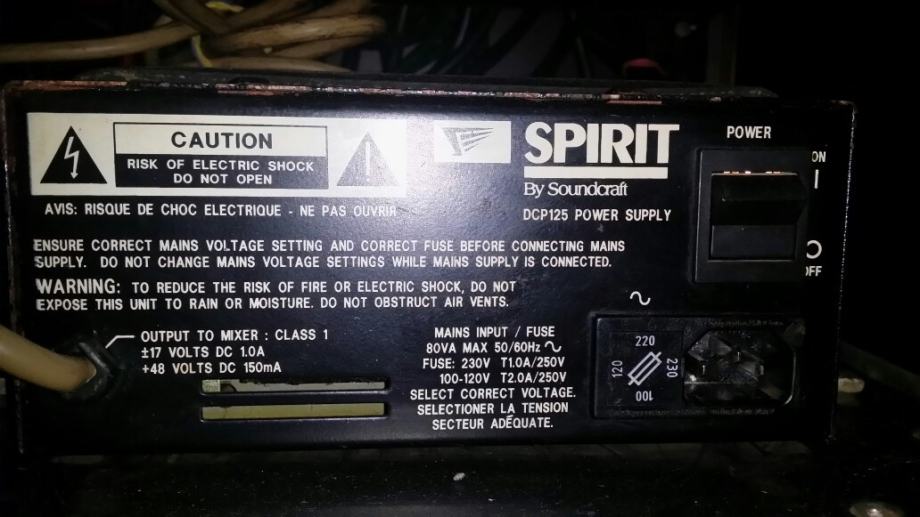 CAUTION
RISK OF ELECTRIC SHOCK
DO NOT OPEN
AVIS: RISQUE DE CHOC ELECTRIQUE - NE PAS OUVRIR
SPIRIT
By Soundcraft
DCP125 POWER SUPPLY
POWER
ON
I
O
OFF
ENSURE CORRECT MAINS VOLTAGE SETTING AND CORRECT FUSE BEFORE CONNECTING MAINS
SUPPLY. DO NOT CHANGE MAINS VOLTAGE SETTINGS WHILE MAINS SUPPLY IS CONNECTED.
WARNING: TO REDUCE THE RISK OF FIRE OR ELECTRIC SHOCK, DO NOT
EXPOSE THIS UNIT TO RAIN OR MOISTURE. DO NOT OBSTRUCT AIR VENTS.
OUTPUT TO MIXER : CLASS 1
±17 VOLTS DC 1.0A
+48 VOLTS DC 150mA
MAINS INPUT / FUSE
80VA MAX 50/60Hz ~
FUSE: 230V T1.0A/250V
100-120V T2.0A/250V
SELECT CORRECT VOLTAGE.
SELECTIONER LA TENSION
SECTEUR ADÉQUATE.
~
220
120
230
100